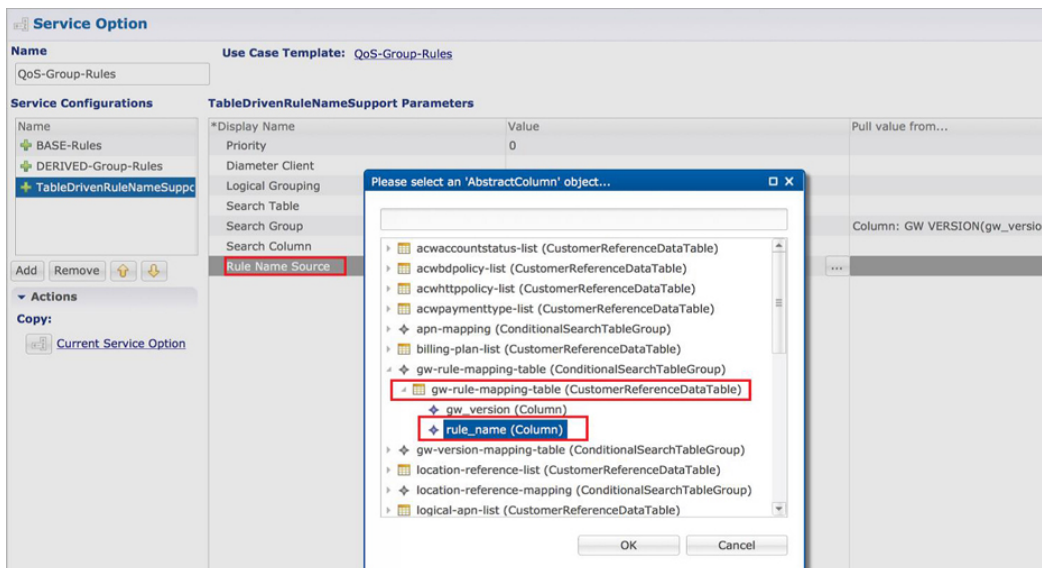 Service Option
Name
Use Case Template: QoS-Group-Rules
QoS-Group-Rules
Service Configurations
TableDrivenRuleNameSupport Parameters
Name
BASE-Rules
DERIVED-Group-Rules
TableDrivenRuleNameSuppo
Add
Remove
Actions
Copy:
Current Service Option
*Display Name Value Pull value from...
Priority 0
Diameter Client
Logical Grouping
Search Table
Search Group Column: GW VERSION(gw_versio
Search Column
Rule Name Source ...
Please select an 'AbstractColumn' object...
acwaccountstatus-list (CustomerReferenceDataTable)
acwbdpolicy-list (CustomerReferenceDataTable)
acwhttppolicy-list (CustomerReferenceDataTable)
acwpaymenttype-list (CustomerReferenceDataTable)
apn-mapping (ConditionalSearchTableGroup)
billing-plan-list (CustomerReferenceDataTable)
gw-rule-mapping-table (ConditionalSearchTableGroup)
gw-rule-mapping-table (CustomerReferenceDataTable)
gw_version (Column)
rule_name (Column)
gw-version-mapping-table (ConditionalSearchTableGroup)
location-reference-list (CustomerReferenceDataTable)
location-reference-mapping (ConditionalSearchTableGroup)
logical-apn-list (CustomerReferenceDataTable)
OK
Cancel